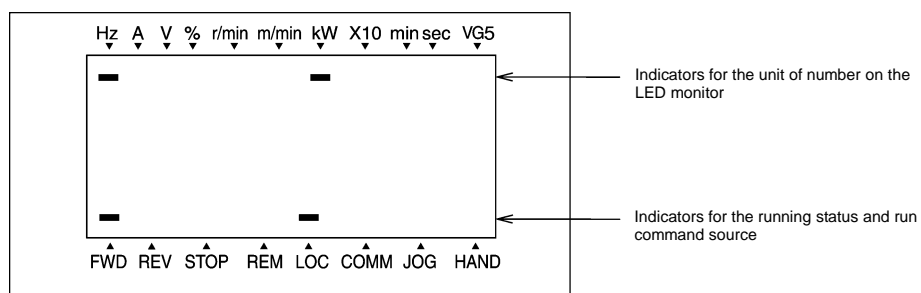 Hz A V % r/min m/min kW X10 min sec VG5
Indicators for the unit of number on the
LED monitor
Indicators for the running status and run
command source
FWD REV STOP REM LOC COMM JOG HAND